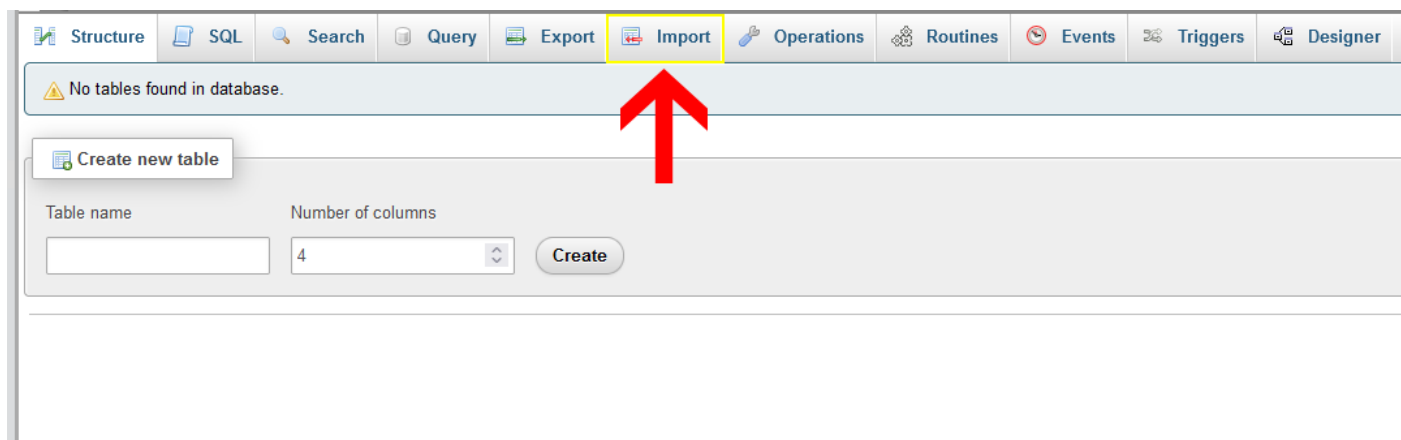 Structure SQL Search Query Export Import Operations Routines Events Triggers Designer
No tables found in database.
Create new table
Table name Number of columns
4 Create